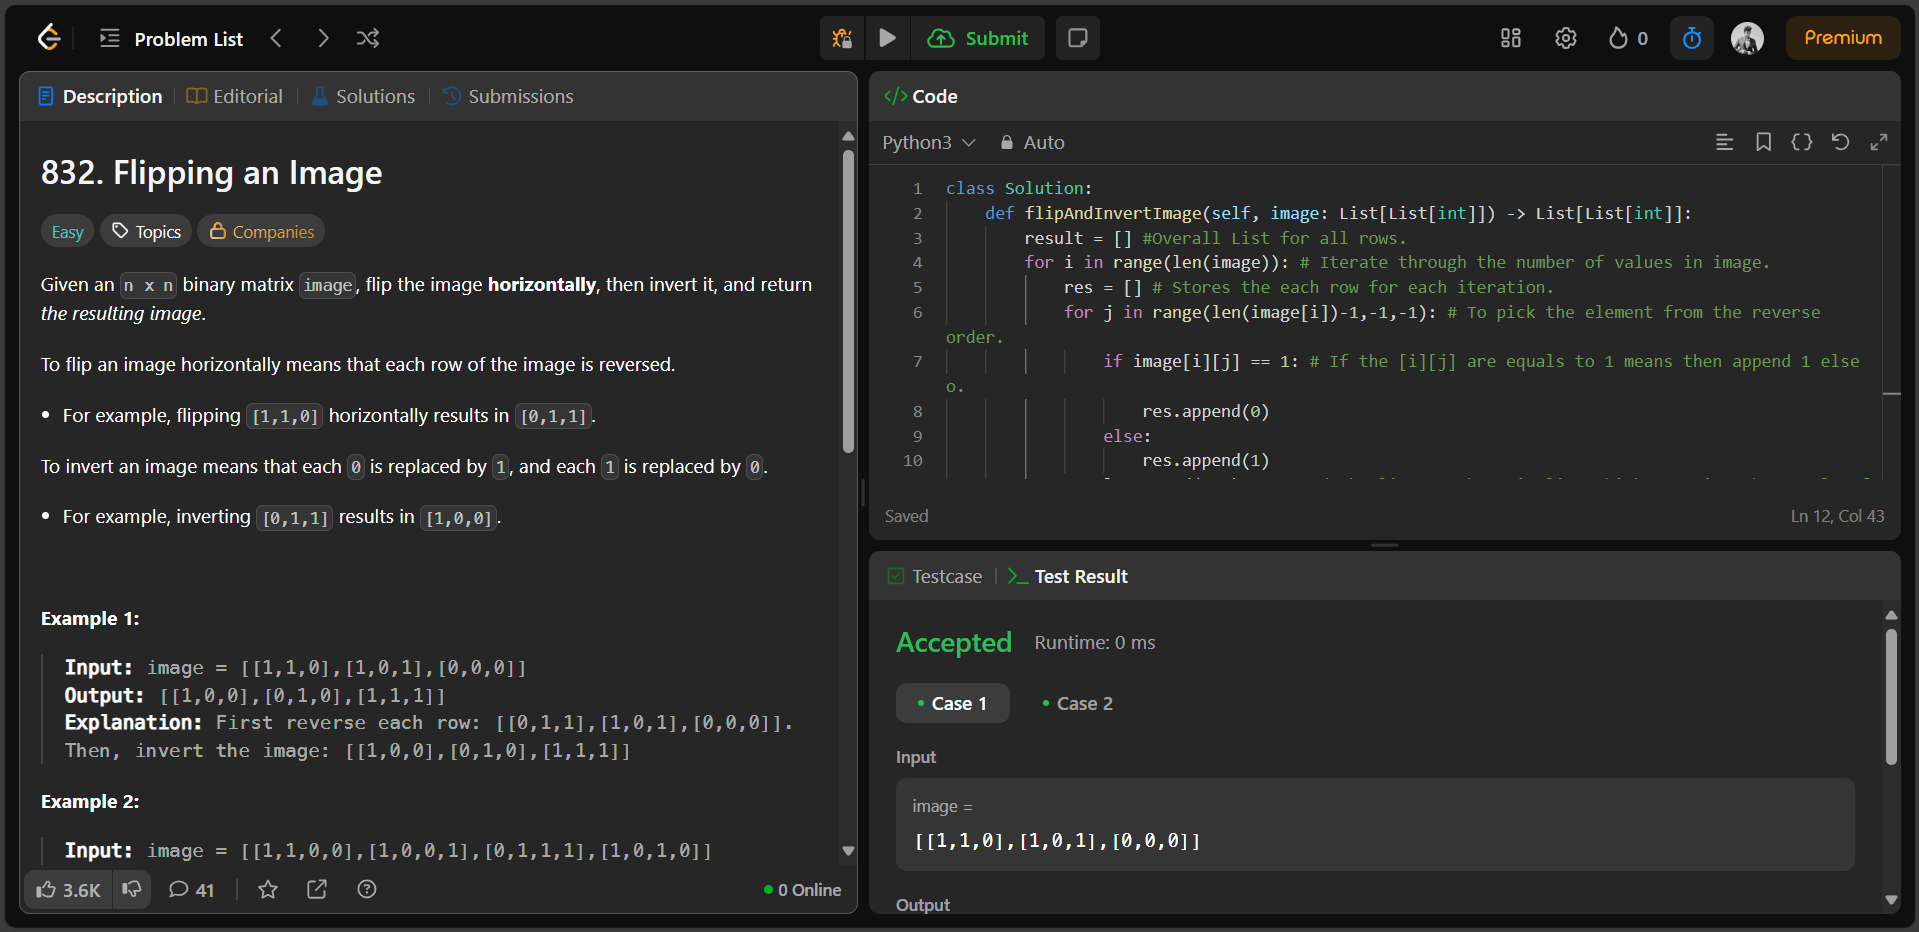 Problem List
Submit
0
Premium
Description
Editorial
Solutions
Submissions
832. Flipping an Image
Easy
Topics
Companies
Given an n x n binary matrix image, flip the image horizontally, then invert it, and return
the resulting image.
To flip an image horizontally means that each row of the image is reversed.
• For example, flipping [1,1,0] horizontally results in [0,1,1].
To invert an image means that each 0 is replaced by 1, and each 1 is replaced by 0.
• For example, inverting [0,1,1] results in [1,0,0].
Example 1:
Input: image = [[1,1,0],[1,0,1],[0,0,0]]
Output: [[1,0,0],[0,1,0],[1,1,1]]
Explanation: First reverse each row: [[0,1,1],[1,0,1],[0,0,0]].
Then, invert the image: [[1,0,0],[0,1,0],[1,1,1]]
Example 2:
Input: image = [[1,1,0,0],[1,0,0,1],[0,1,1,1],[1,0,1,0]]
3.6K
41
0 Online
</> Code
Python3
Auto
1 class Solution:
2 def flipAndInvertImage(self, image: List[List[int]]) -> List[List[int]]:
3 result = [] #Overall List for all rows.
4 for i in range(len(image)): # Iterate through the number of values in image.
5 res = [] # Stores the each row for each iteration.
6 for j in range(len(image[i])-1,-1,-1): # To pick the element from the reverse
order.
7 if image[i][j] == 1: # If the [i][j] are equals to 1 means then append 1 else
o.
8 res.append(0)
9 else:
10 res.append(1)
Saved
Ln 12, Col 43
Testcase
Test Result
Accepted
Runtime: 0 ms
• Case 1
• Case 2
Input
image =
[[1,1,0],[1,0,1],[0,0,0]]
Output